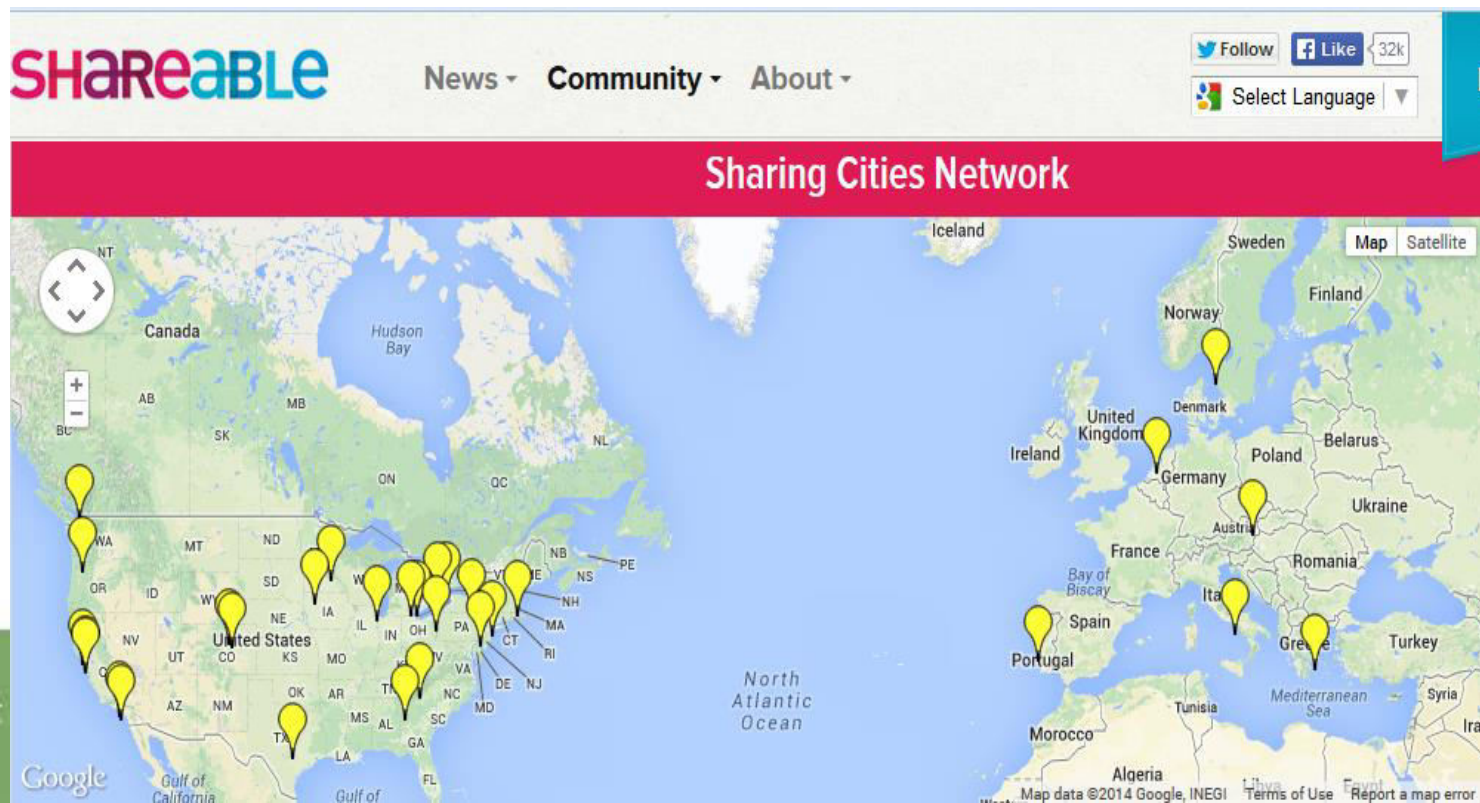 SHAREABLE
News
Community
About
Follow
Like
32k
Select Language
Sharing Cities Network
Map
Satellite
Iceland
Sweden
Finland
Norway
NT
Canada
Hudson
Bay
AB
MB
BC
SK
ON
QC
NL
United
Kingdom
Ireland
Denmark
Belarus
Poland
Germany
Ukraine
Austria
France
Romania
Bay of
Biscay
Spain
Portugal
Turkey
WA
MT
ND
NB
PE
NS
OR
ID
SD
NH
IA
MA
NE
IL
IN
OH
PA
CT
RI
NV
United States
UT
CO
KS
MO
VA
DE
NJ
MD
OK
AR
NC
AZ
NM
MS
AL
SC
GA
LA
FL
North
Atlantic
Ocean
Mediterranean
Sea
Syria
Tunisia
Morocco
Algeria
Google
Gulf of
California
Gulf of
Map data ©2014 Google, INEGI
Terms of Use
Report a map error